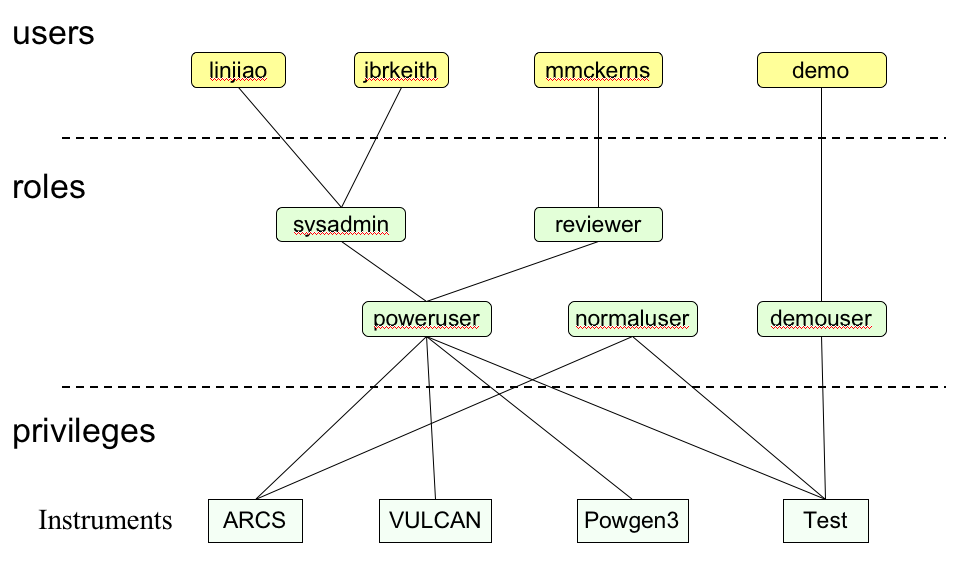 users
linjiao jbrkeith mmckerns demo
roles
sysadmin reviewer
poweruser normaluser demouser
privileges
Instruments ARCS VULCAN Powgen3 Test